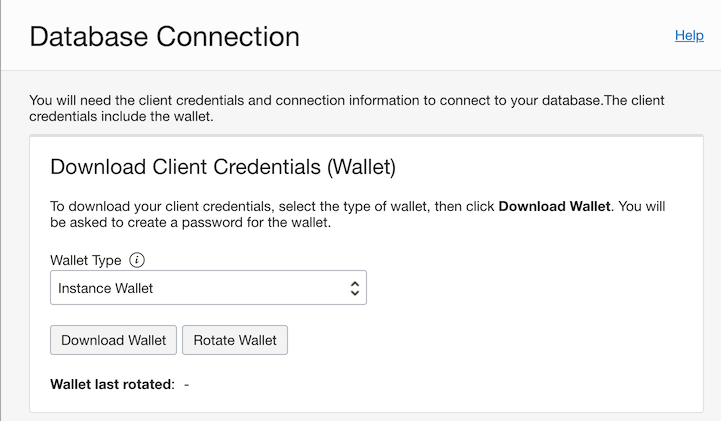 Database Connection
Help
You will need the client credentials and connection information to connect to your database.The client
credentials include the wallet.
Download Client Credentials (Wallet)
To download your client credentials, select the type of wallet, then click Download Wallet. You will
be asked to create a password for the wallet.
Wallet Type i
Instance Wallet
Download Wallet Rotate Wallet
Wallet last rotated: -